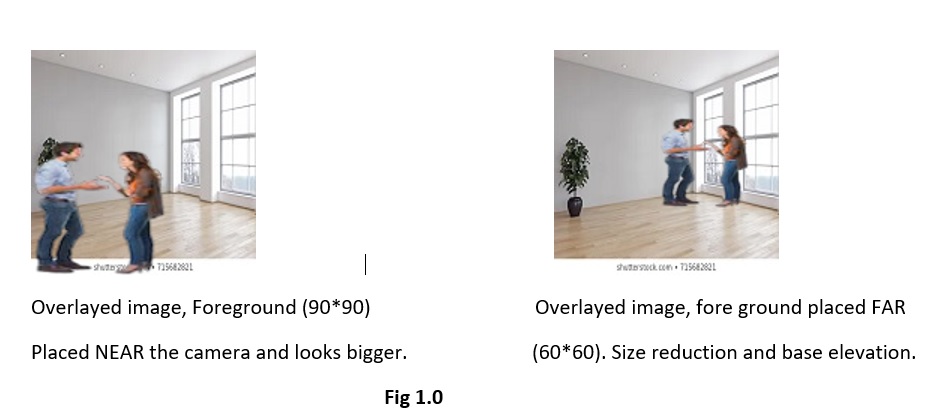 shutterstock.com • 715682821
Overlayed image, Foreground (90*90)
Placed NEAR the camera and looks bigger.
shutterstock.com • 715682821
Overlayed image, fore ground placed FAR
(60*60). Size reduction and base elevation.
Fig 1.0